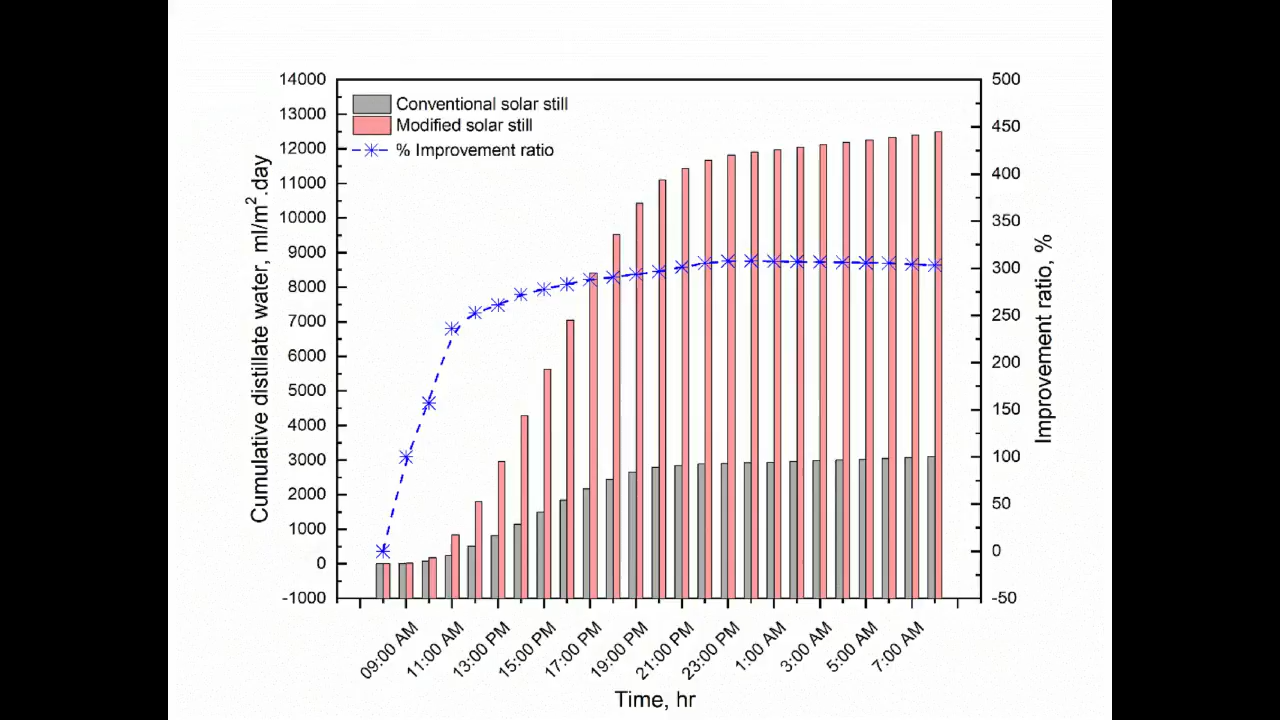 Conventional solar still
Modified solar still
% Improvement ratio
Cumulative distillate water, ml/m².day
14000
13000
12000
11000
10000
9000
8000
7000
6000
5000
4000
3000
2000
1000
0
-1000
500
450
400
350
300
250
200
150
100
50
0
-50
Improvement ratio, %
09:00 AM
11:00 AM
13:00 PM
15:00 PM
17:00 PM
19:00 PM
21:00 PM
23:00 PM
1:00 AM
3:00 AM
5:00 AM
7:00 AM
Time, hr